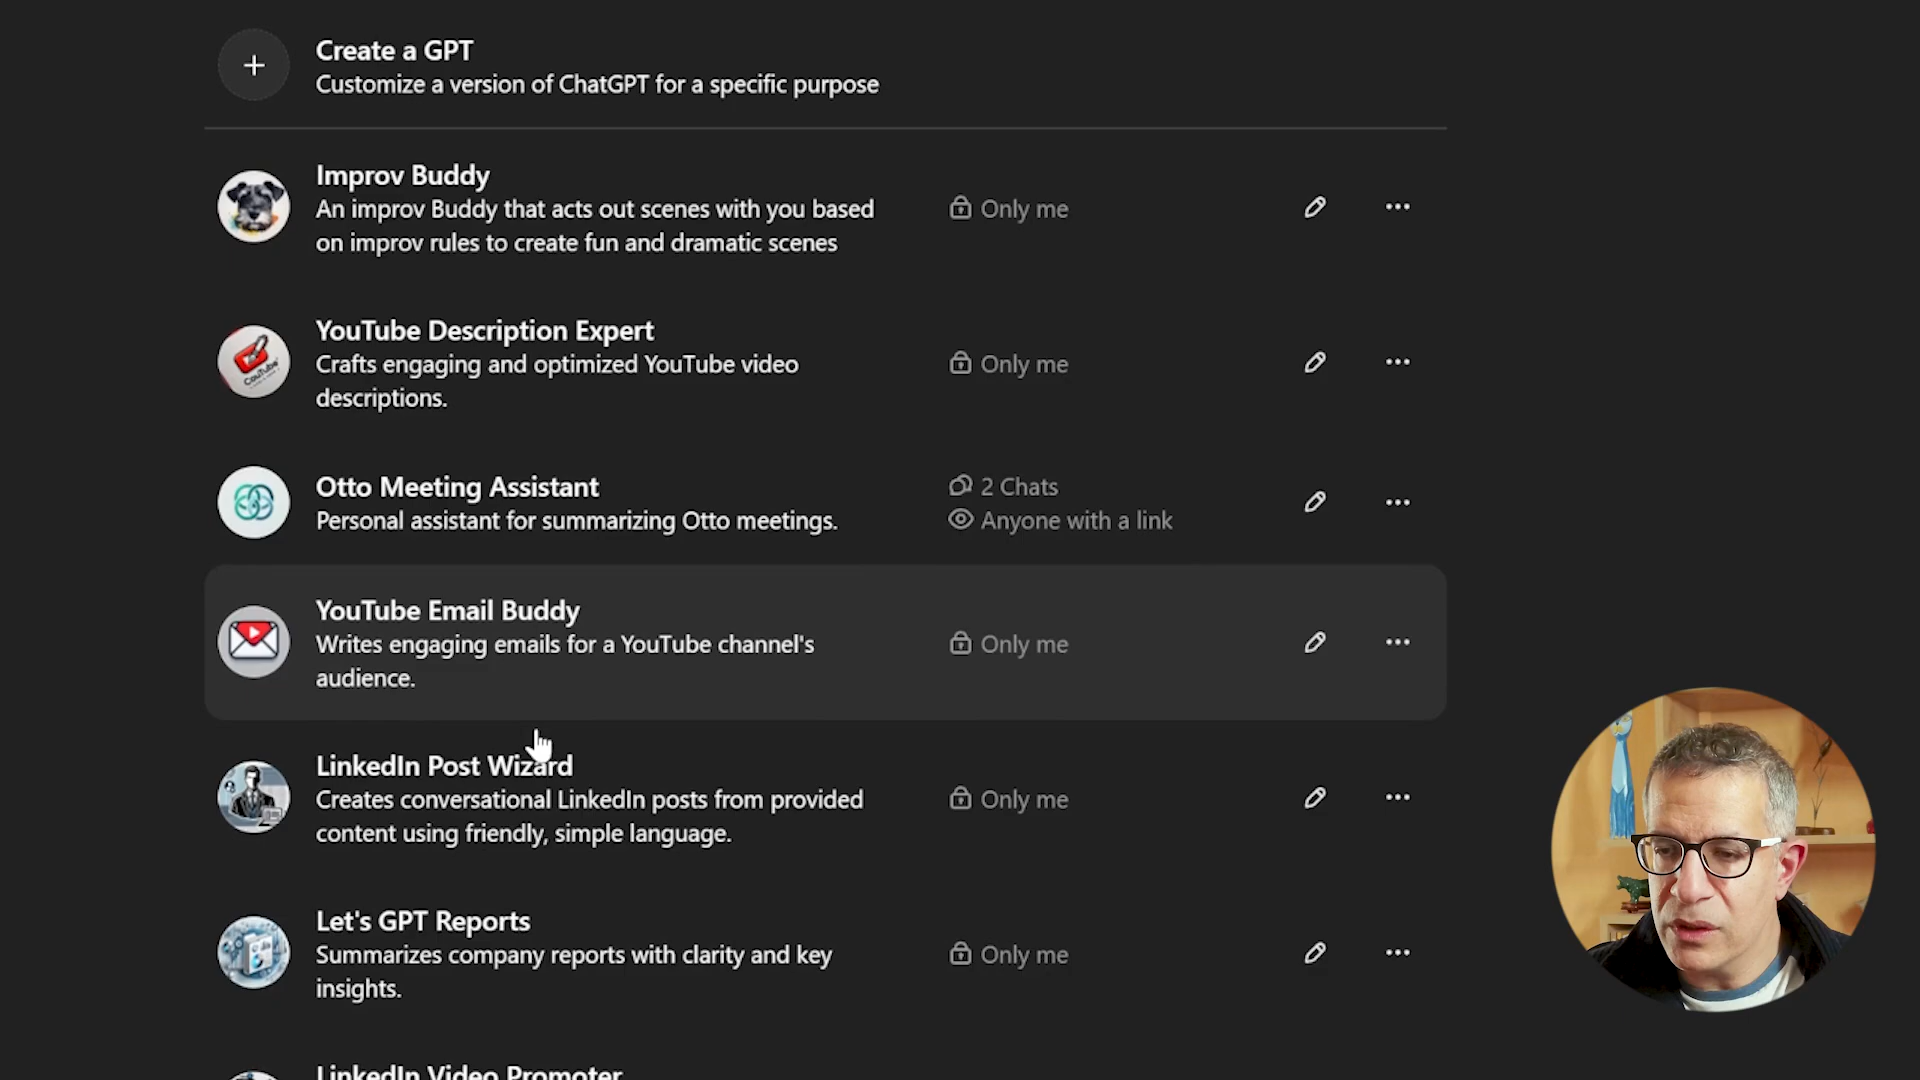 Create a GPT
Customize a version of ChatGPT for a specific purpose
Improv Buddy
An improv Buddy that acts out scenes with you based
on improv rules to create fun and dramatic scenes
Only me
YouTube Description Expert
Crafts engaging and optimized YouTube video
descriptions.
Only me
Otto Meeting Assistant
Personal assistant for summarizing Otto meetings.
2 Chats
Anyone with a link
YouTube Email Buddy
Writes engaging emails for a YouTube channel's
audience.
Only me
LinkedIn Post Wizard
Creates conversational LinkedIn posts from provided
content using friendly, simple language.
Only me
Let's GPT Reports
Summarizes company reports with clarity and key
insights.
Only me
LinkedIn Video Promoter